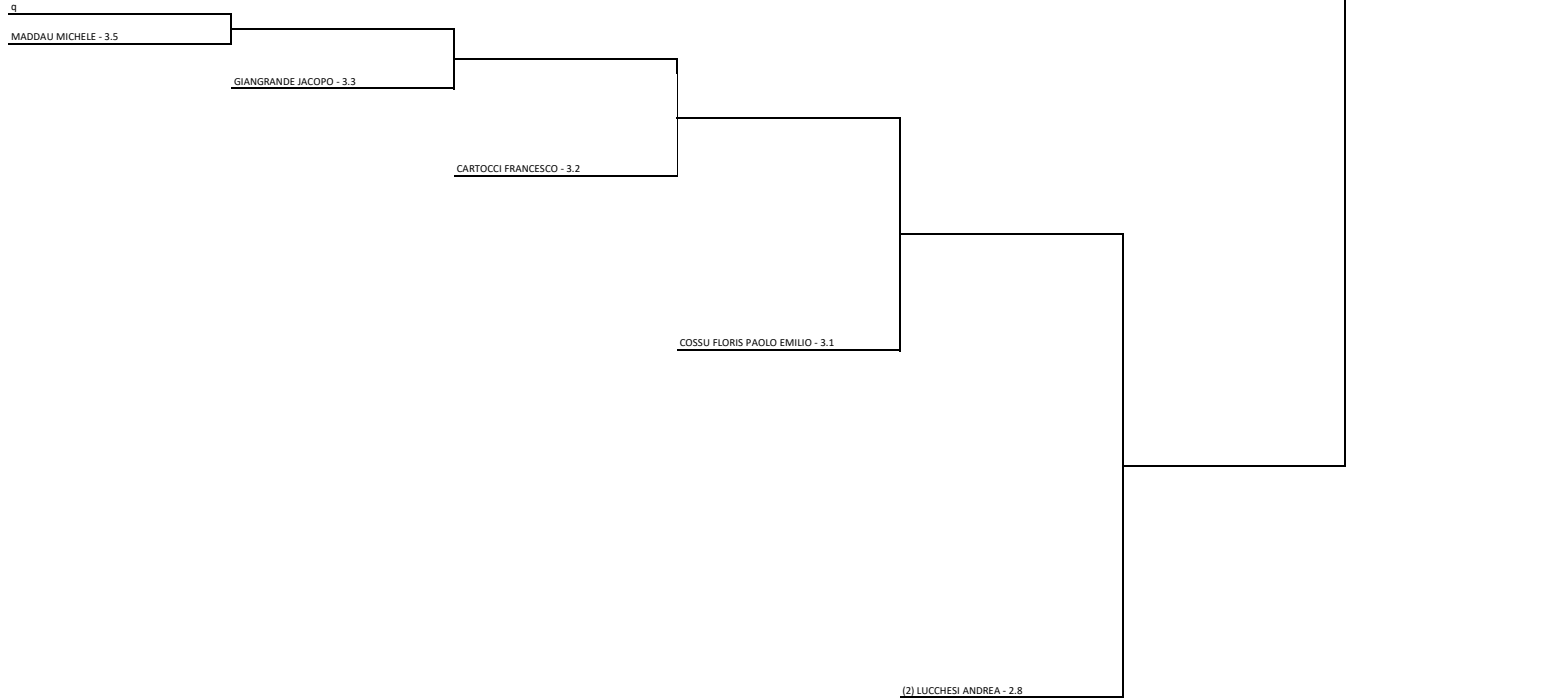 q
MADDAU MICHELE - 3.5
GIANGRANDE JACOPO - 3.3
CARTOCCI FRANCESCO - 3.2
COSSU FLORIS PAOLO EMILIO - 3.1
(2) LUCCHESI ANDREA - 2.8